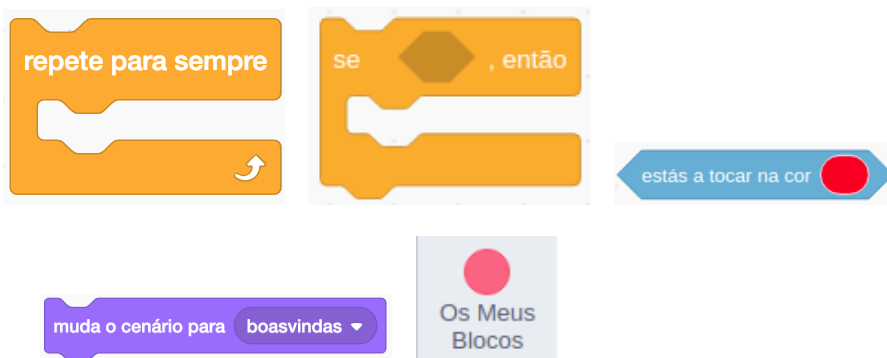 repete para sempre
se , então
estás a tocar na cor
muda o cenário para boasvindas
Os Meus
Blocos